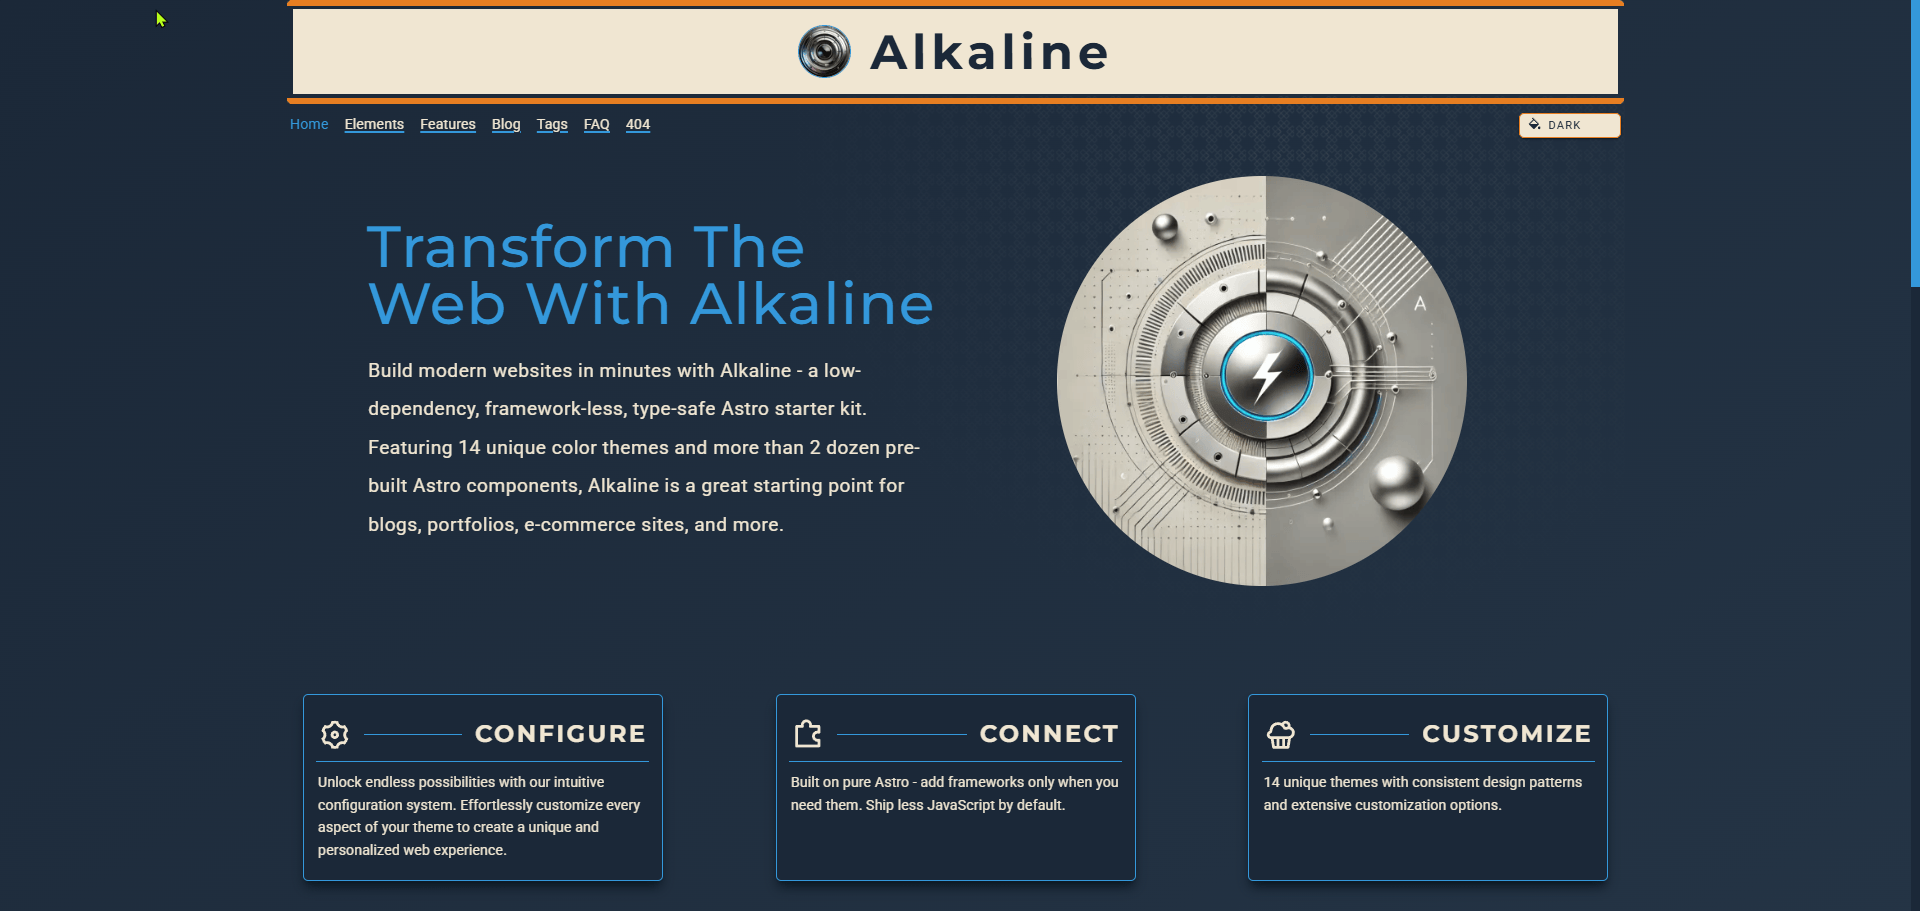 Alkaline
Home Elements Features Blog Tags FAQ 404
DARK
Transform The
Web With Alkaline
Build modern websites in minutes with Alkaline - a low-
dependency, framework-less, type-safe Astro starter kit.
Featuring 14 unique color themes and more than 2 dozen pre-
built Astro components, Alkaline is a great starting point for
blogs, portfolios, e-commerce sites, and more.
A
CONFIGURE
Unlock endless possibilities with our intuitive
configuration system. Effortlessly customize every
aspect of your theme to create a unique and
personalized web experience.
CONNECT
Built on pure Astro - add frameworks only when you
need them. Ship less JavaScript by default.
CUSTOMIZE
14 unique themes with consistent design patterns
and extensive customization options.